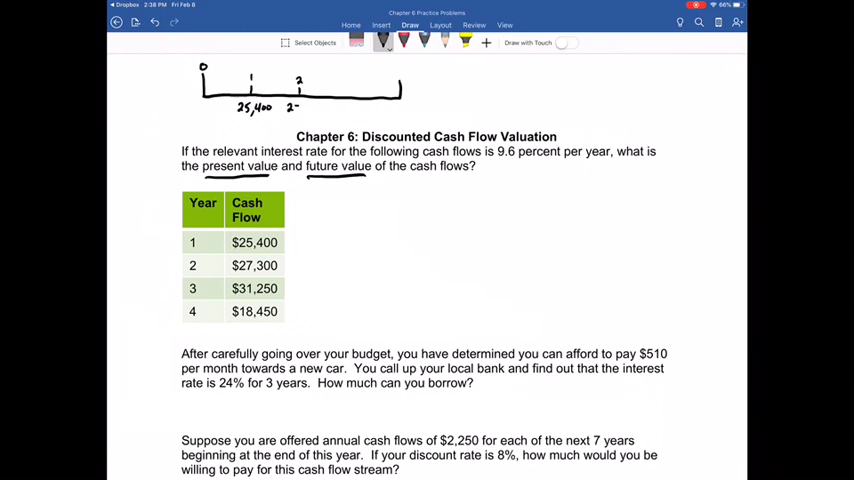 Dropbox 2:38 PM Fri Feb 8 66%
Chapter 6 Practice Problems
Home Insert Draw Layout Review View
Select Objects Draw with Touch
0
1 2
25,400 2-
Chapter 6: Discounted Cash Flow Valuation
If the relevant interest rate for the following cash flows is 9.6 percent per year, what is
the present value and future value of the cash flows?
Year Cash Flow
1 $25,400
2 $27,300
3 $31,250
4 $18,450
After carefully going over your budget, you have determined you can afford to pay $510
per month towards a new car. You call up your local bank and find out that the interest
rate is 24% for 3 years. How much can you borrow?
Suppose you are offered annual cash flows of $2,250 for each of the next 7 years
beginning at the end of this year. If your discount rate is 8%, how much would you be
willing to pay for this cash flow stream?